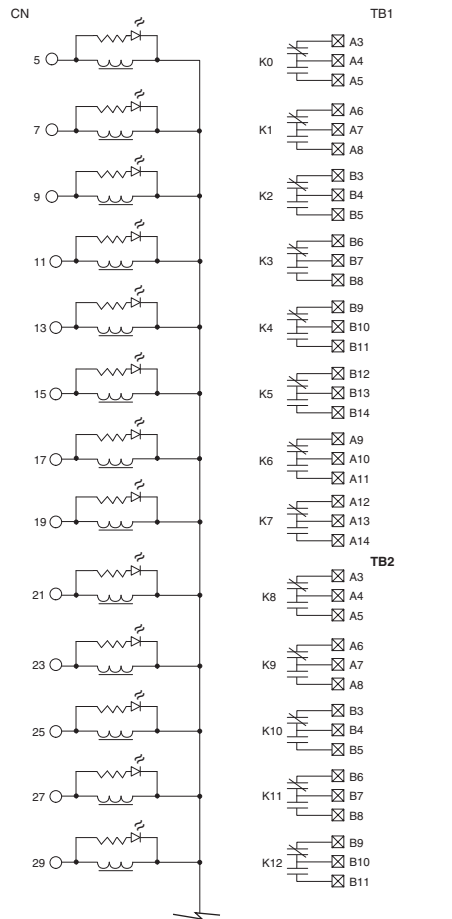 CN TB1
5 K0 A3
A4
A5
7 K1 A6
A7
A8
9 K2 B3
B4
B5
11 K3 B6
B7
B8
13 K4 B9
B10
B11
15 K5 B12
B13
B14
17 K6 A9
A10
A11
19 K7 A12
A13
A14
TB2
21 K8 A3
A4
A5
23 K9 A6
A7
A8
25 K10 B3
B4
B5
27 K11 B6
B7
B8
29 K12 B9
B10
B11